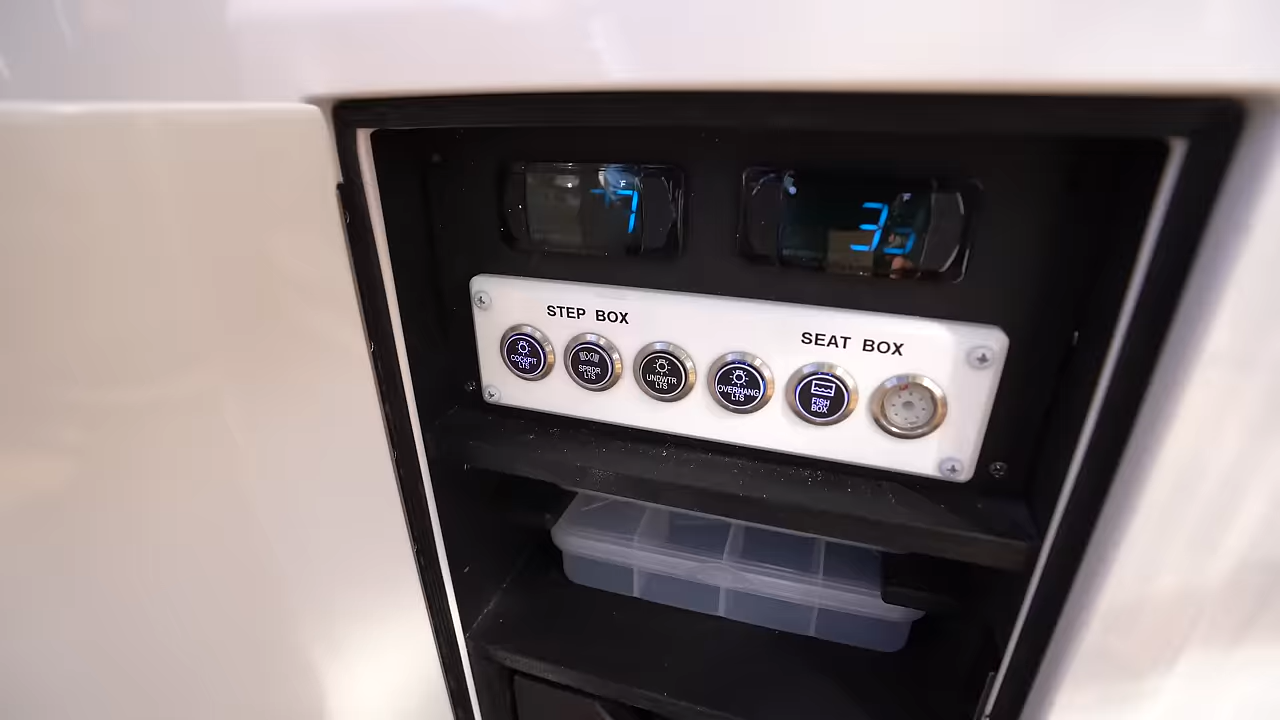 F
F
STEP BOX
SEAT BOX
COCKPIT
LTS
SPRDR
LTS
UNDWTR
LTS
OVERHANG
LTS
FISH
BOX